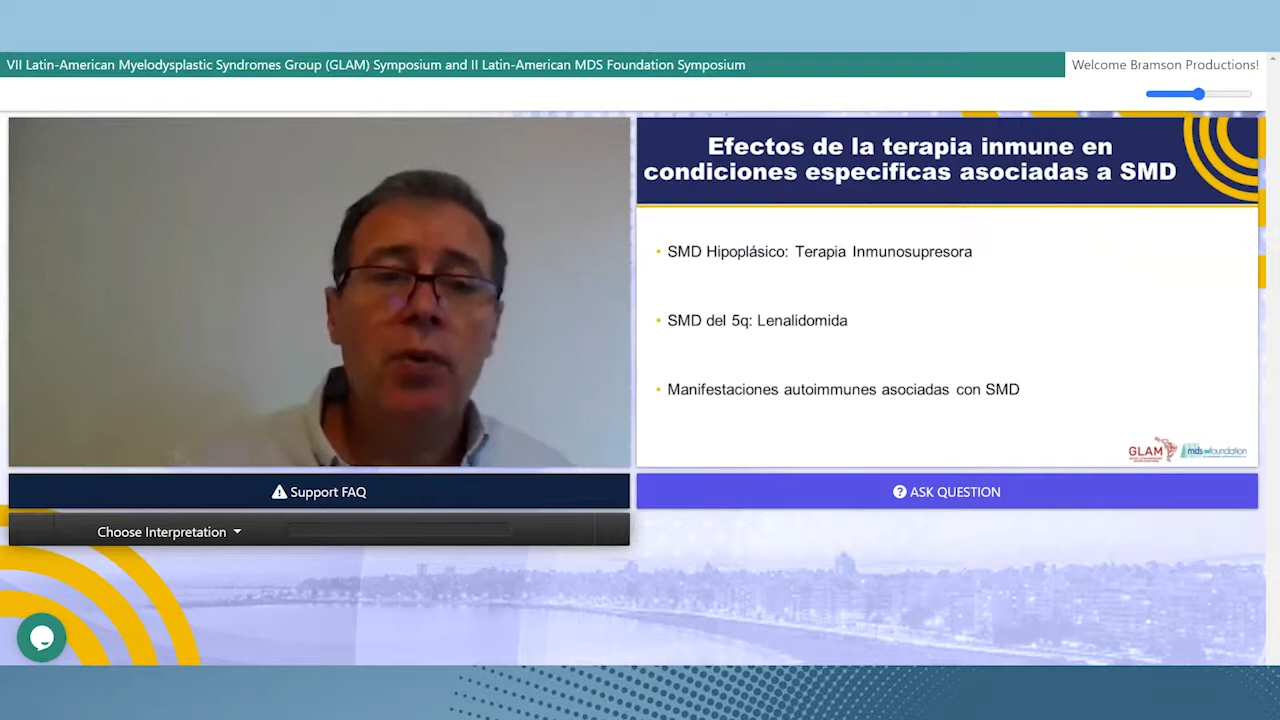 VII Latin-American Myelodysplastic Syndromes Group (GLAM) Symposium and II Latin-American MDS Foundation Symposium
Welcome Bramson Productions!
Efectos de la terapia inmune en
condiciones especificas asociadas a SMD
• SMD Hipoplásico: Terapia Inmunosupresora
• SMD del 5q: Lenalidomida
• Manifestaciones autoimmunes asociadas con SMD
GLAM
mds foundation
Support FAQ
ASK QUESTION
Choose Interpretation